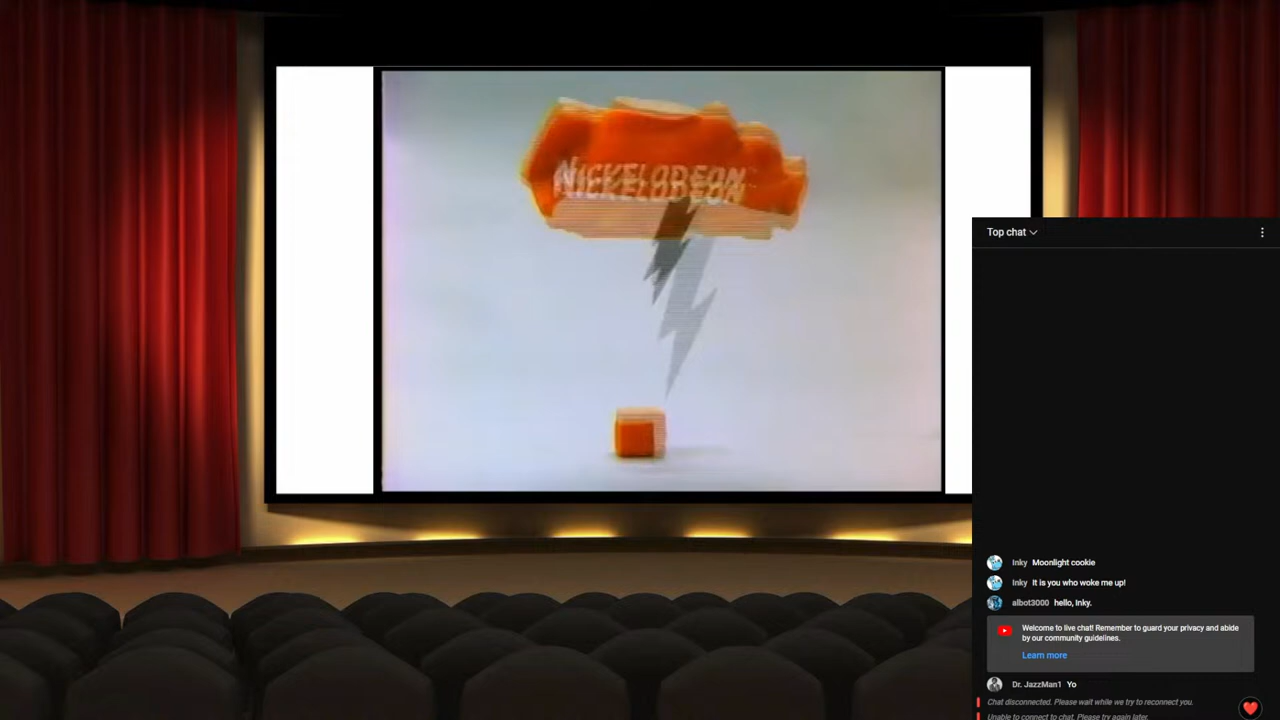 NICKELODEON
NICKELODEON
Top chat
Inky Moonlight cookie
Inky It is you who woke me up!
albot3000 hello, Inky.
Welcome to live chat! Remember to guard your privacy and abide
by our community guidelines.
Learn more
Dr. JazzMan1 Yo
Chat disconnected. Please wait while we try to reconnect you.
Unable to connect to chat. Please try again later.